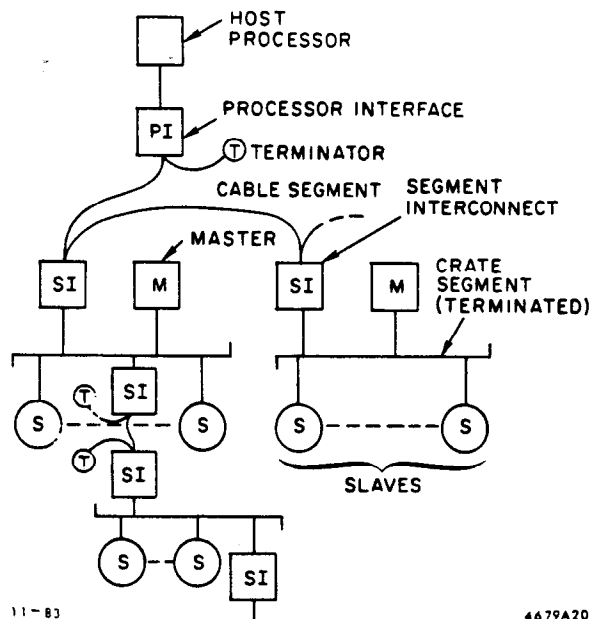 HOST
PROCESSOR
PROCESSOR INTERFACE
PI
T TERMINATOR
CABLE SEGMENT
SEGMENT
INTERCONNECT
MASTER
SI
M
SI
M
CRATE
SEGMENT
(TERMINATED)
T
SI
S
S
S
S
T
SI
SLAVES
S
S
SI
11-83
4679A20